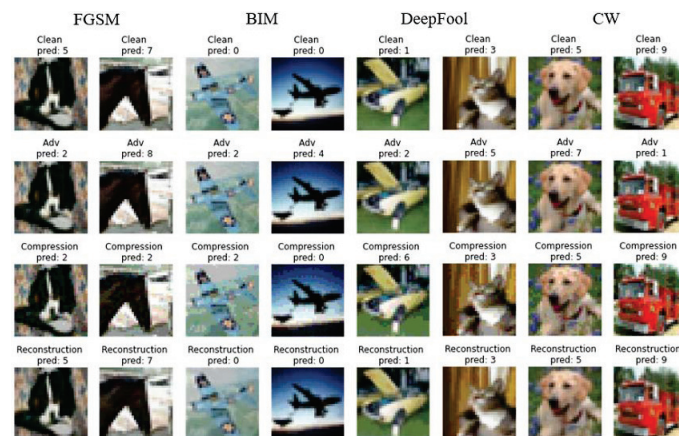 FGSM BIM DeepFool CW
Clean Clean Clean Clean Clean Clean Clean Clean
pred: 5 pred: 7 pred: 0 pred: 0 pred: 1 pred: 3 pred: 5 pred: 9
Adv Adv Adv Adv Adv Adv Adv Adv
pred: 2 pred: 8 pred: 2 pred: 4 pred: 2 pred: 5 pred: 7 pred: 1
Compression Compression Compression Compression Compression Compression Compression Compression
pred: 2 pred: 2 pred: 2 pred: 0 pred: 6 pred: 3 pred: 5 pred: 9
Reconstruction Reconstruction Reconstruction Reconstruction Reconstruction Reconstruction Reconstruction Reconstruction
pred: 5 pred: 7 pred: 0 pred: 0 pred: 1 pred: 3 pred: 5 pred: 9